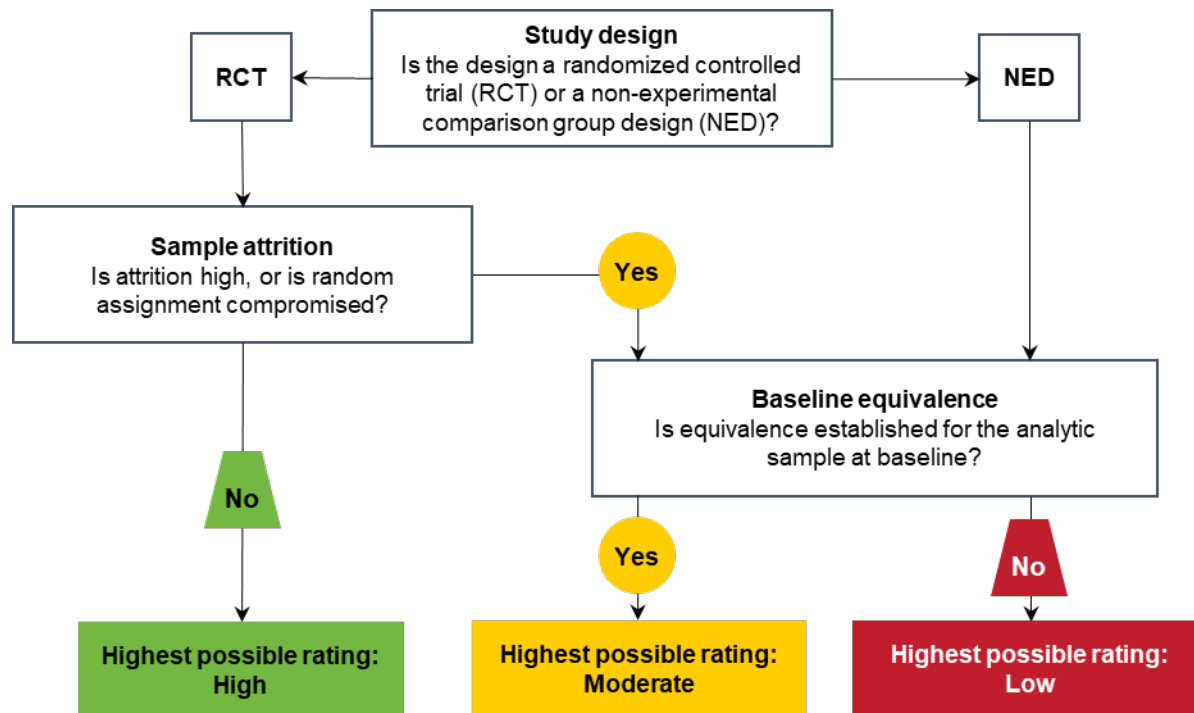 Study design
Is the design a randomized controlled
trial (RCT) or a non-experimental
comparison group design (NED)?
RCT
NED
Sample attrition
Is attrition high, or is random
assignment compromised?
Yes
Baseline equivalence
Is equivalence established for the analytic
sample at baseline?
No
Yes
No
Highest possible rating:
High
Highest possible rating:
Moderate
Highest possible rating:
Low